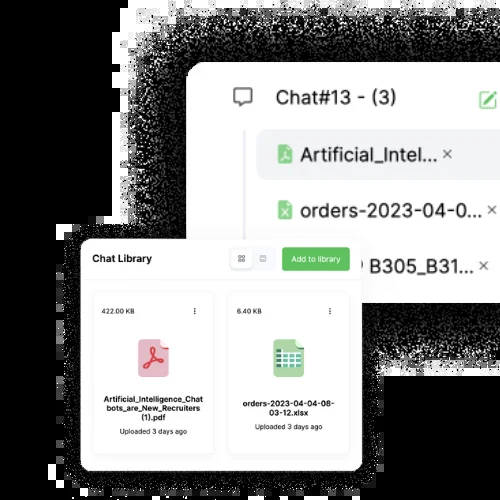 Chat#13 - (3)
Artificial_Intel... ×
orders-2023-04-0... ×
B305_B31... ×
Chat Library
Add to library
422.00 KB
Artificial_Intelligence_Chat
bots_are_New_Recruiters
(1).pdf
Uploaded 3 days ago
6.40 KB
orders-2023-04-04-08-
03-12.xlsx
Uploaded 3 days ago